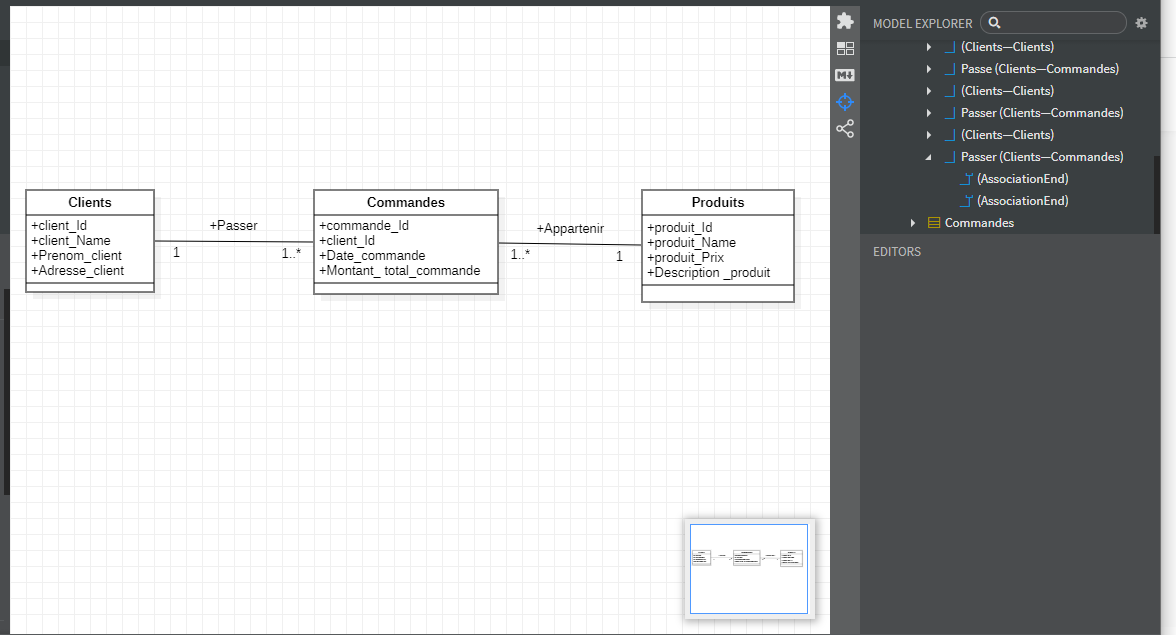 Clients
+client_Id
+client_Name
+Prenom_client
+Adresse_client
+Passer
1
1..*
Commandes
+commande_Id
+client_Id
+Date_commande
+Montant_ total_commande
+Appartenir
1..*
1
Produits
+produit_Id
+produit_Name
+produit_Prix
+Description _produit
M
MODEL EXPLORER
(Clients—Clients)
Passe (Clients—Commandes)
(Clients—Clients)
Passer (Clients—Commandes)
(Clients—Clients)
Passer (Clients—Commandes)
(AssociationEnd)
(AssociationEnd)
Commandes
EDITORS